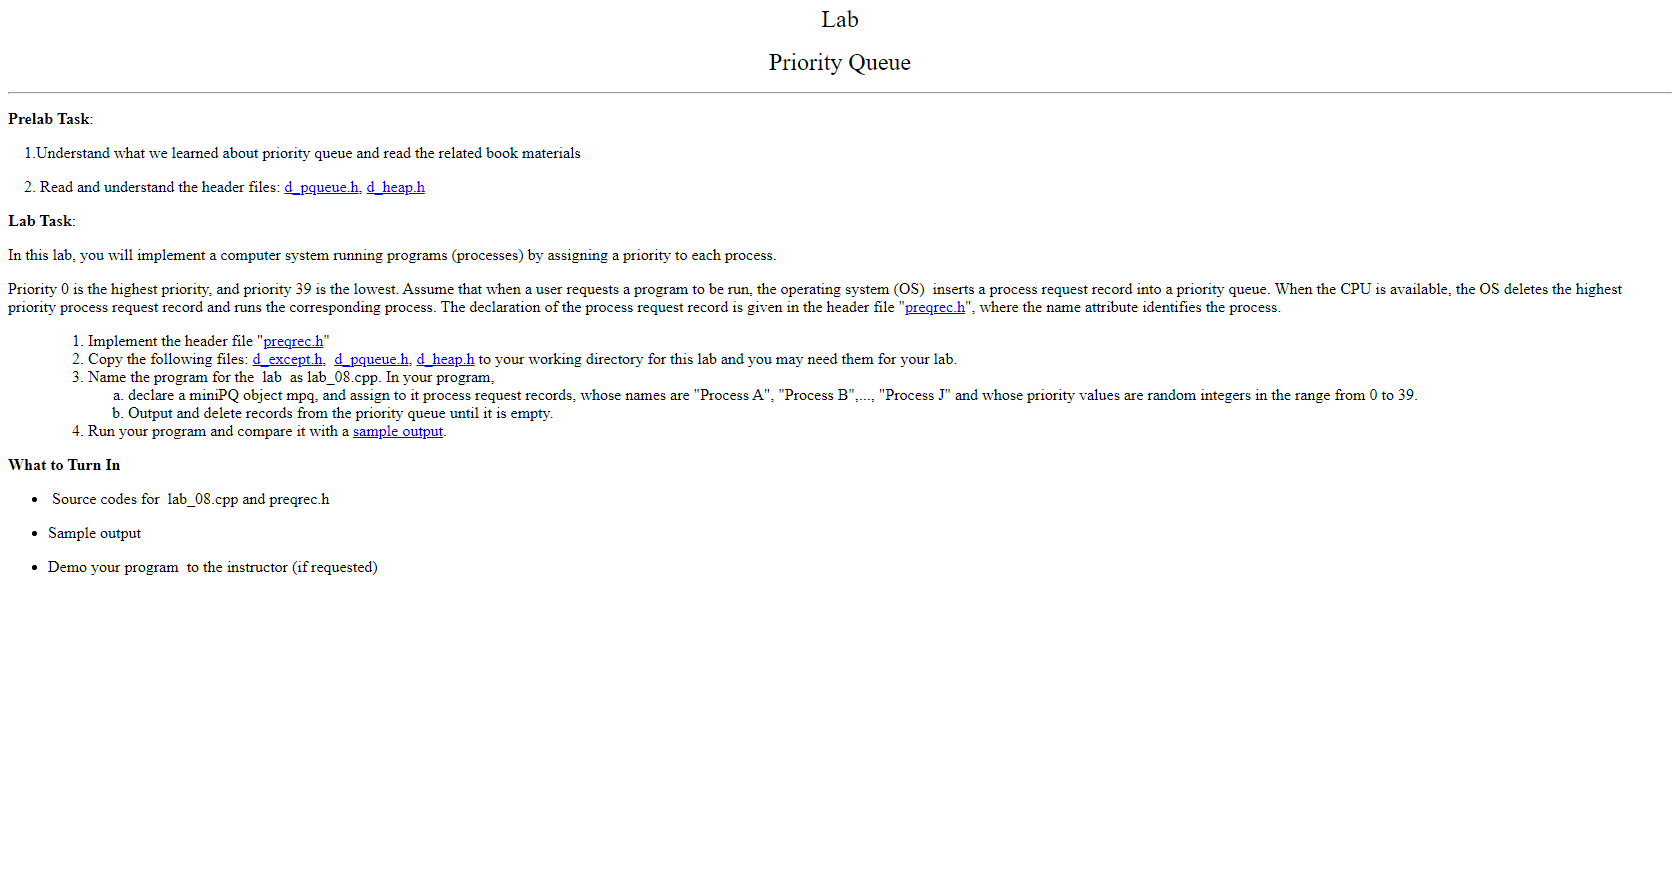 Lab
Priority Queue
Prelab Task:
1.Understand what we learned about priority queue and read the related book materials
2. Read and understand the header files: d_pqueue.h, d_heap.h
Lab Task:
In this lab, you will implement a computer system running programs (processes) by assigning a priority to each process.
Priority 0 is the highest priority, and priority 39 is the lowest. Assume that when a user requests a program to be run, the operating system (OS)  inserts a process request record into a priority queue. When the CPU is available, the OS deletes the highest
priority process request record and runs the corresponding process. The declaration of the process request record is given in the header file "preqrec.h", where the name attribute identifies the process.
1. Implement the header file "preqrec.h"
2. Copy the following files: d_except.h,  d_pqueue.h, d_heap.h to your working directory for this lab and you may need them for your lab.
3. Name the program for the  lab  as lab_08.cpp. In your program,
a. declare a miniPQ object mpq, and assign to it process request records, whose names are "Process A", "Process B",..., "Process J" and whose priority values are random integers in the range from 0 to 39.
b. Output and delete records from the priority queue until it is empty.
4. Run your program and compare it with a sample output.
What to Turn In
• Source codes for  lab_08.cpp and preqrec.h
• Sample output
• Demo your program  to the instructor (if requested)